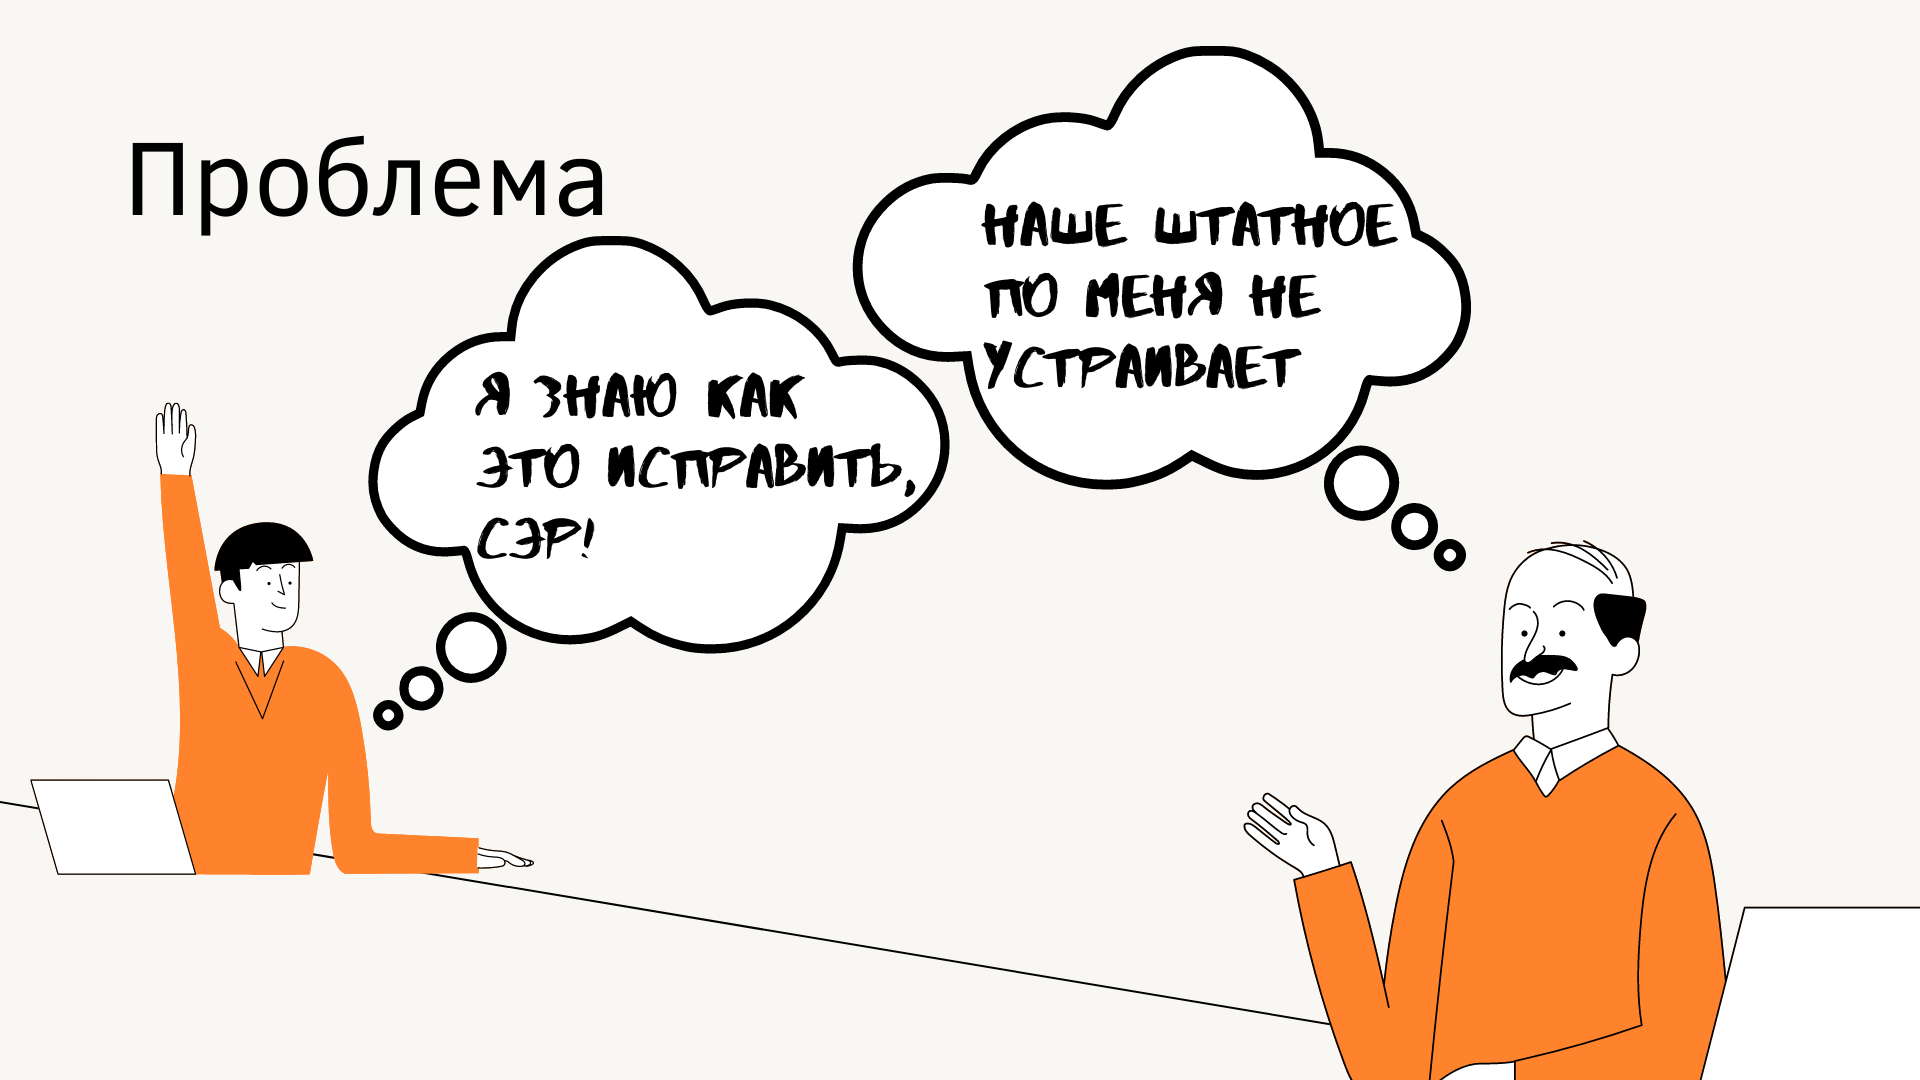 Проблема
НАШЕ ШТАТНОЕ
ПО МЕНЯ НЕ
УСТРАИВАЕТ
Я ЗНАЮ КАК
ЭТО ИСПРАВИТЬ,
СЭР!